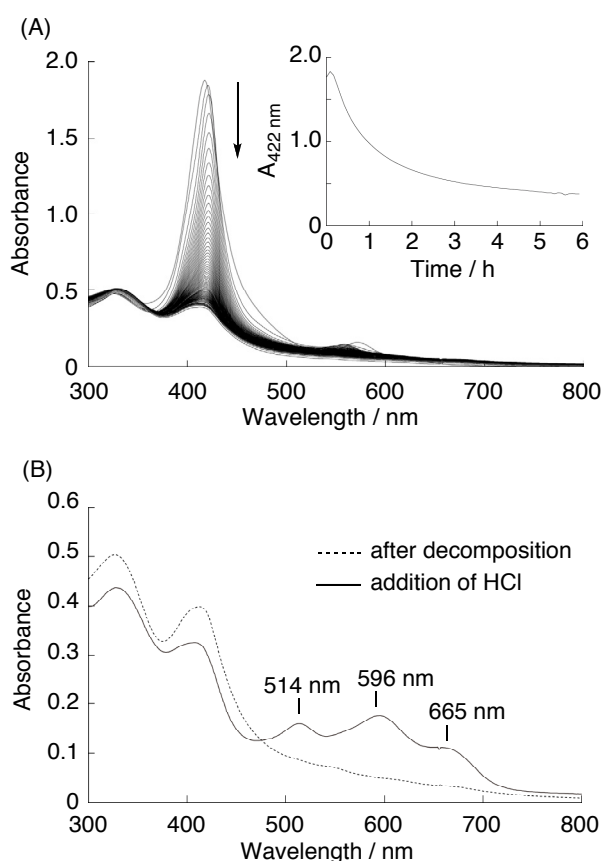 (A)
2.0
1.5
1.0
0.5
0
Absorbance
300 400 500 600 700 800
Wavelength / nm
2.0
1.0
0
A422 nm
0 1 2 3 4 5 6
Time / h
(B)
0.6
0.5
0.4
0.3
0.2
0.1
0
Absorbance
after decomposition
addition of HCl
514 nm
596 nm
665 nm
300 400 500 600 700 800
Wavelength / nm